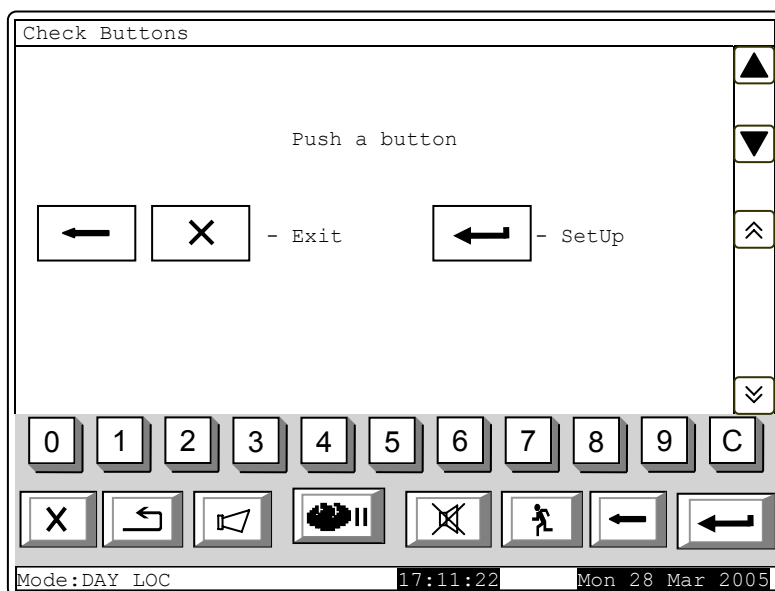 Check Buttons
Push a button
- Exit
- SetUp
0 1 2 3 4 5 6 7 8 9 C
Mode:DAY LOC 17:11:22 Mon 28 Mar 2005